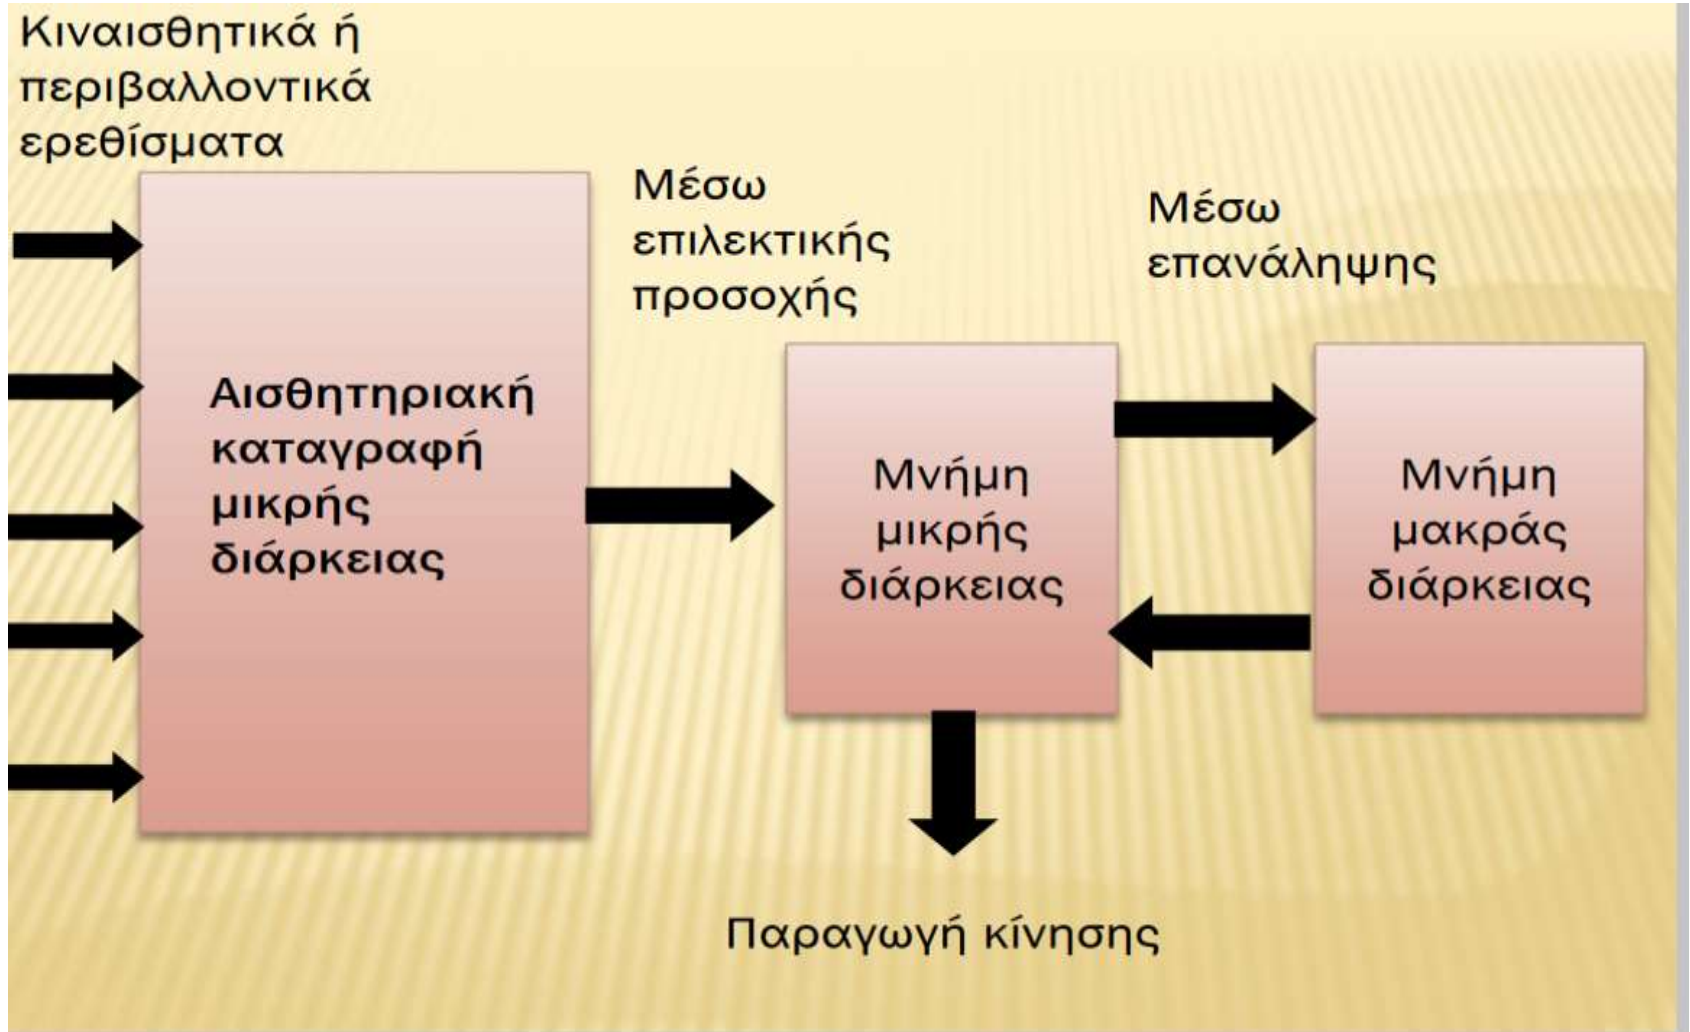 Κιναισθητικά ή
περιβαλλοντικά
ερεθίσματα
Μέσω
επιλεκτικής
προσοχής
Μέσω
επανάληψης
Αισθητηριακή
καταγραφή
μικρής
διάρκειας
Μνήμη
μικρής
διάρκειας
Μνήμη
μακράς
διάρκειας
Παραγωγή κίνησης